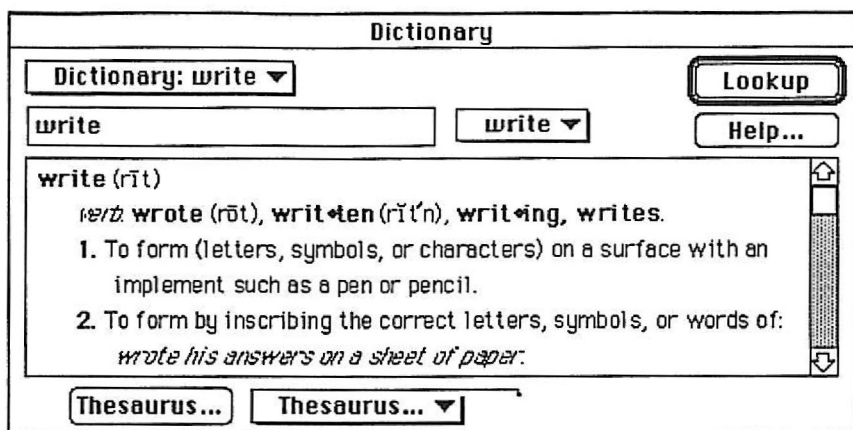 Dictionary
Dictionary: write
Lookup
write
write
Help...
write (rīt)
verb. wrote (rōt), writ•ten (rĭt'n), writ•ing, writes.
1. To form (letters, symbols, or characters) on a surface with an
implement such as a pen or pencil.
2. To form by inscribing the correct letters, symbols, or words of:
wrote his answers on a sheet of paper.
Thesaurus...
Thesaurus...